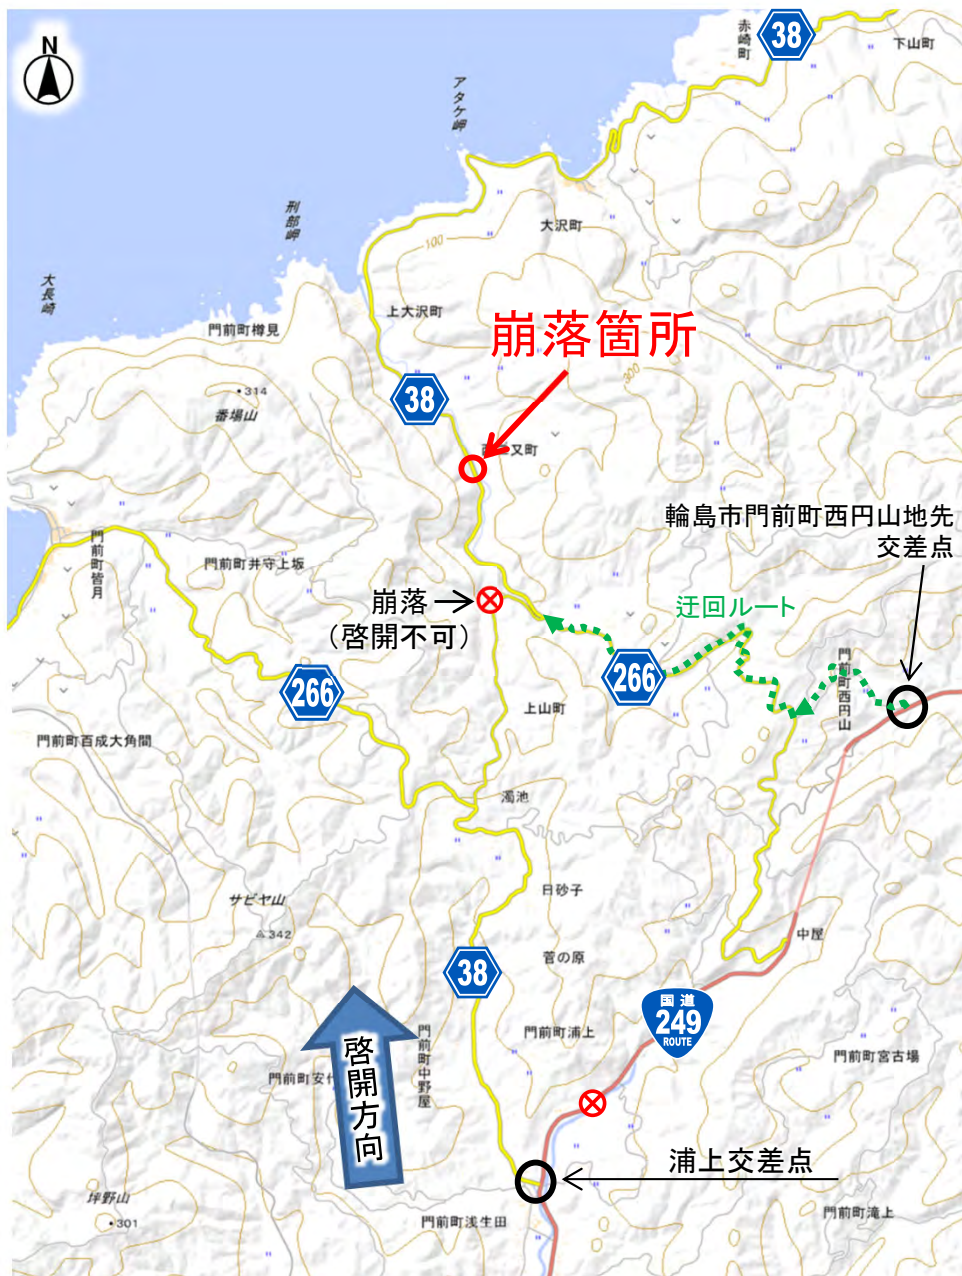 N
38
赤崎町
下山町
アタケ岬
刑部岬
大沢町
大長崎
100
上大沢町
門前町樽見
崩落箇所
300
314
38
番場山
又町
輪島市門前町西円山地先
交差点
門前町皆月
門前町井守上坂
崩落
（啓開不可）
迂回ルート
門前町西円山
266
266
上山町
門前町百成大角間
濁池
日砂子
サビヤ山
342
中屋
菅の原
38
国道
249
ROUTE
門前町浦上
門前町中野屋
門前町宮古場
啓開方向
門前町安代
浦上交差点
坪野山
301
門前町浅生田
門前町滝上